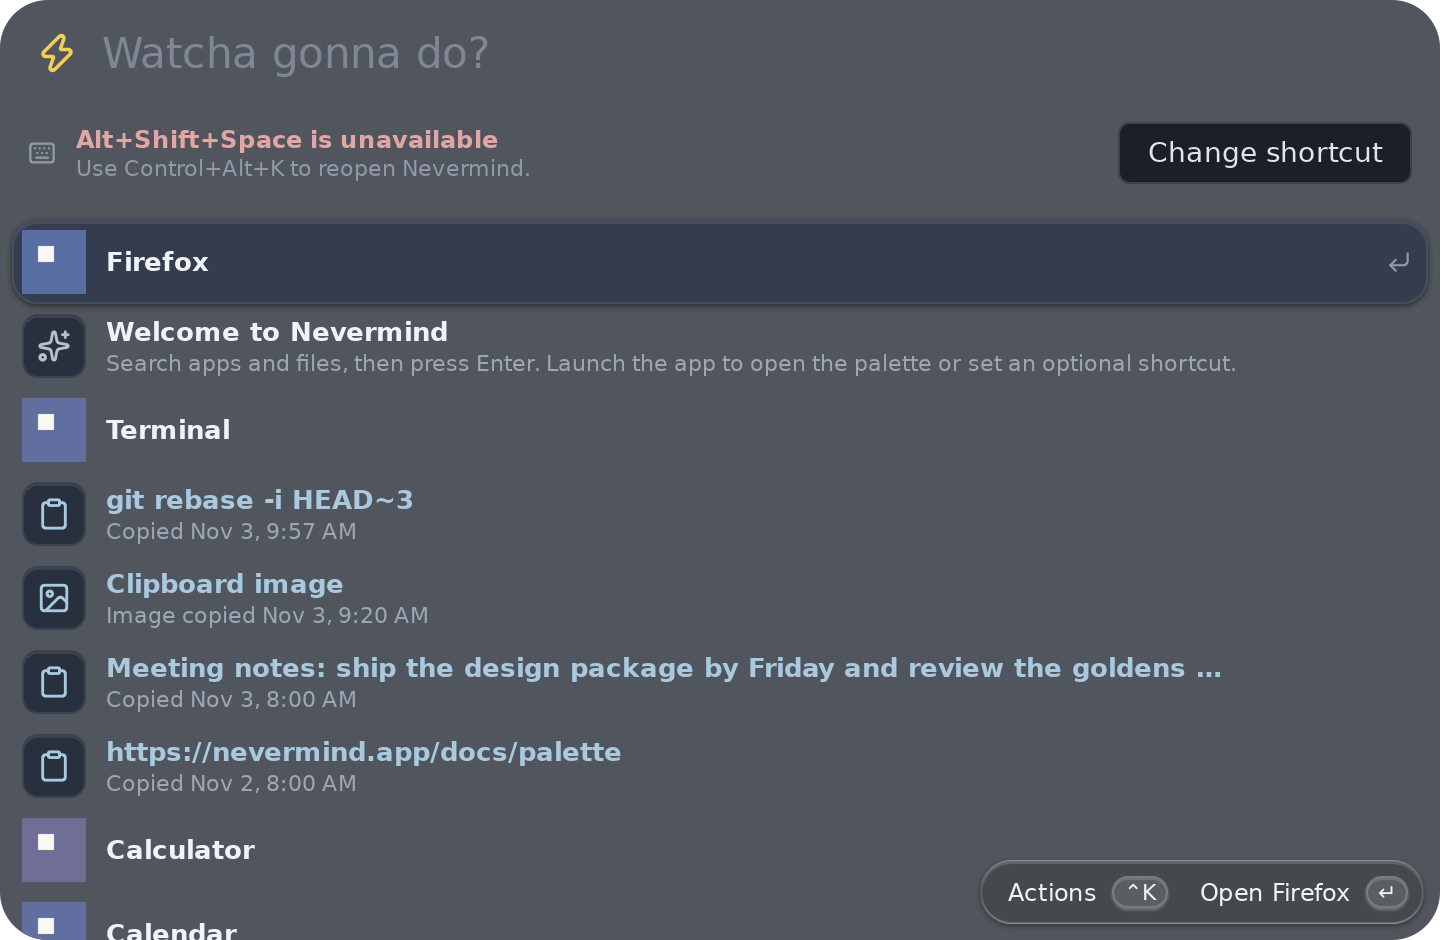 Watcha gonna do?
Alt+Shift+Space is unavailable
Use Control+Alt+K to reopen Nevermind.
Change shortcut
Firefox
Welcome to Nevermind
Search apps and files, then press Enter. Launch the app to open the palette or set an optional shortcut.
Terminal
git rebase -i HEAD~3
Copied Nov 3, 9:57 AM
Clipboard image
Image copied Nov 3, 9:20 AM
Meeting notes: ship the design package by Friday and review the goldens …
Copied Nov 3, 8:00 AM
https://nevermind.app/docs/palette
Copied Nov 2, 8:00 AM
Calculator
Actions ^K Open Firefox ↵
Calendar